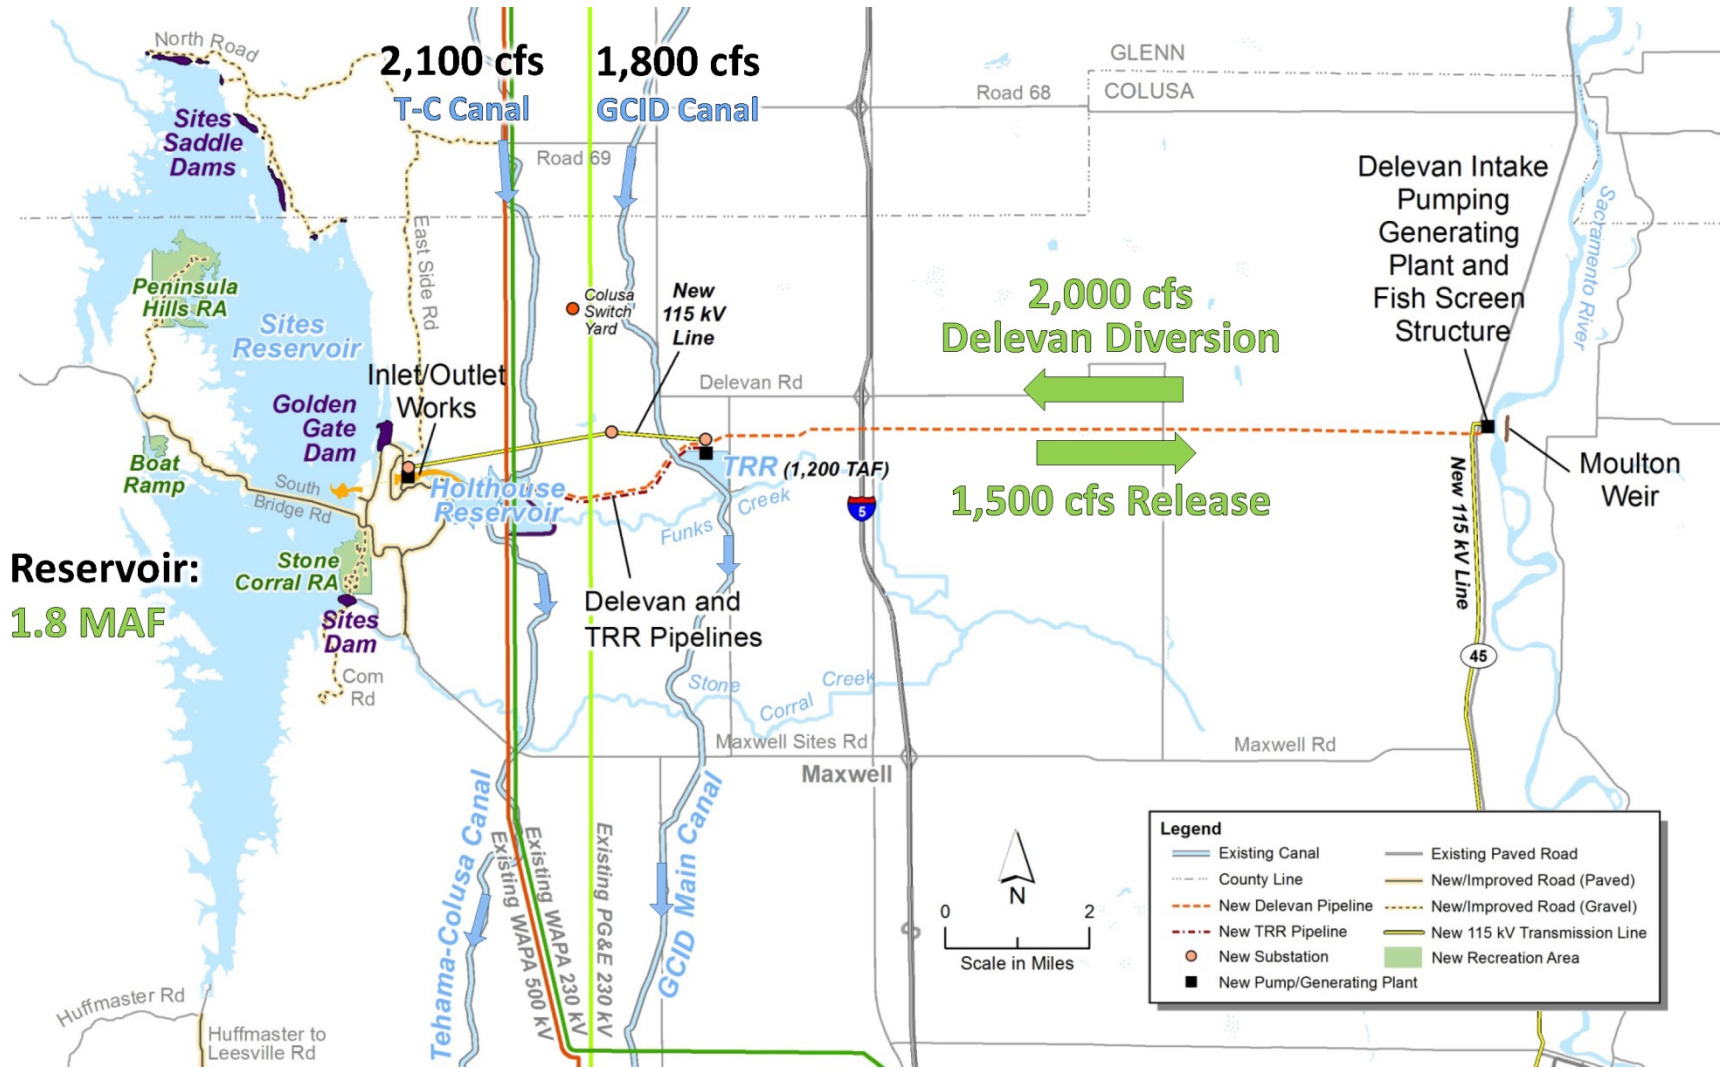 North Road
2,100 cfs
T-C Canal
1,800 cfs
GCID Canal
GLENN
COLUSA
Road 68
Road 69
Sites
Saddle
Dams
East Side Rd
Peninsula
Hills RA
Sites
Reservoir
Colusa
Switch
Yard
New
115 kV
Line
2,000 cfs
Delevan Diversion
1,500 cfs Release
Delevan Intake
Pumping
Generating
Plant and
Fish Screen
Structure
Sacramento River
Delevan Rd
Inlet/Outlet
Works
Golden
Gate
Dam
Boat
Ramp
South
Bridge Rd
Holthouse
Reservoir
TRR (1,200 TAF)
Funks Creek
5
Moulton
Weir
New 115 kV Line
45
Reservoir:
1.8 MAF
Stone
Corral RA
Sites
Dam
Com
Rd
Delevan and
TRR Pipelines
Stone Corral Creek
Maxwell Sites Rd
Maxwell Rd
Maxwell
Tehama-Colusa Canal
Existing WAPA 500 kV
Existing WAPA 230 kV
Existing PG&E 230 kV
GCID Main Canal
Huffmaster Rd
Huffmaster to
Leesville Rd
N
0 2
Scale in Miles
Legend
Existing Canal
County Line
New Delevan Pipeline
New TRR Pipeline
New Substation
New Pump/Generating Plant
Existing Paved Road
New/Improved Road (Paved)
New/Improved Road (Gravel)
New 115 kV Transmission Line
New Recreation Area